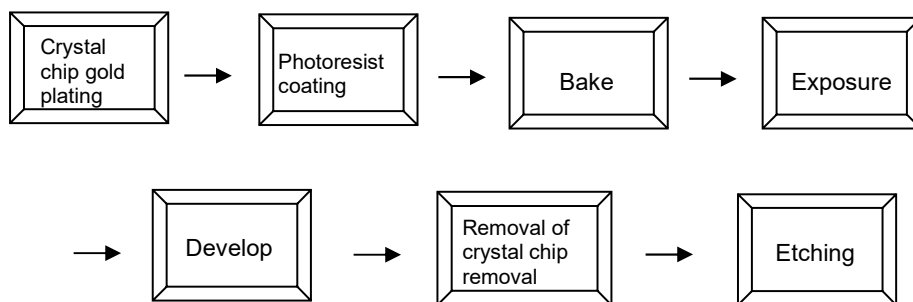 Crystal
chip gold
plating
Photoresist
coating
Bake
Exposure
Develop
Removal of
crystal chip
removal
Etching